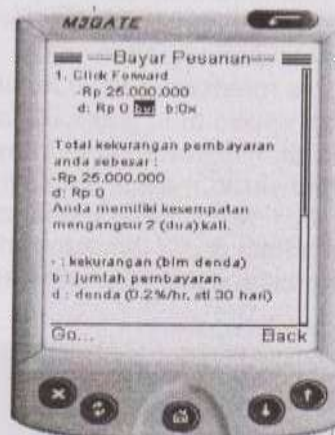 M3GATE
Bayar Pesanan
1. Click Forward
-Rp 25.000.000
d: Rp 0 byr b:0x
Total kekurangan pembayaran
anda sebesar :
-Rp 25.000.000
d: Rp 0
Anda memiliki kesempatan
mengangsur 2 (dua) kali.
- : kekurangan (blm denda)
b : jumlah pembayaran
d : denda (0.2%/hr. stl 30 hari)
Go...
Back